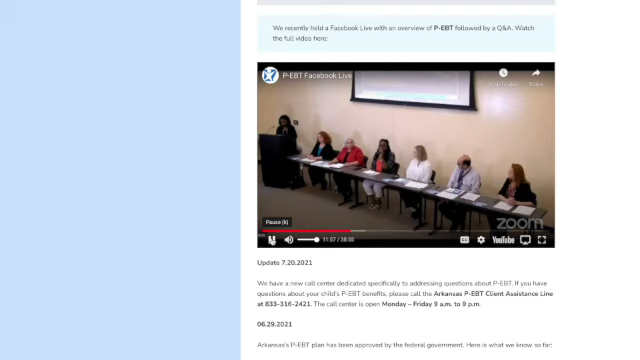 We recently held a Facebook Live with an overview of P-EBT followed by a Q&A. Watch
the full video here:
P-EBT Facebook Live
Share
Pause (k)
zoom
11:57 / 38:55
CC
YouTube
Update 7.20.2021
We have a new call center dedicated specifically to addressing questions about P-EBT. If you have
questions about your child's P-EBT benefits, please call the Arkansas P-EBT Client Assistance Line
at 833-316-2421. The call center is open Monday – Friday 9 a.m. to 9 p.m.
06.29.2021
Arkansas's P-EBT plan has been approved by the federal government. Here is what we know so far: